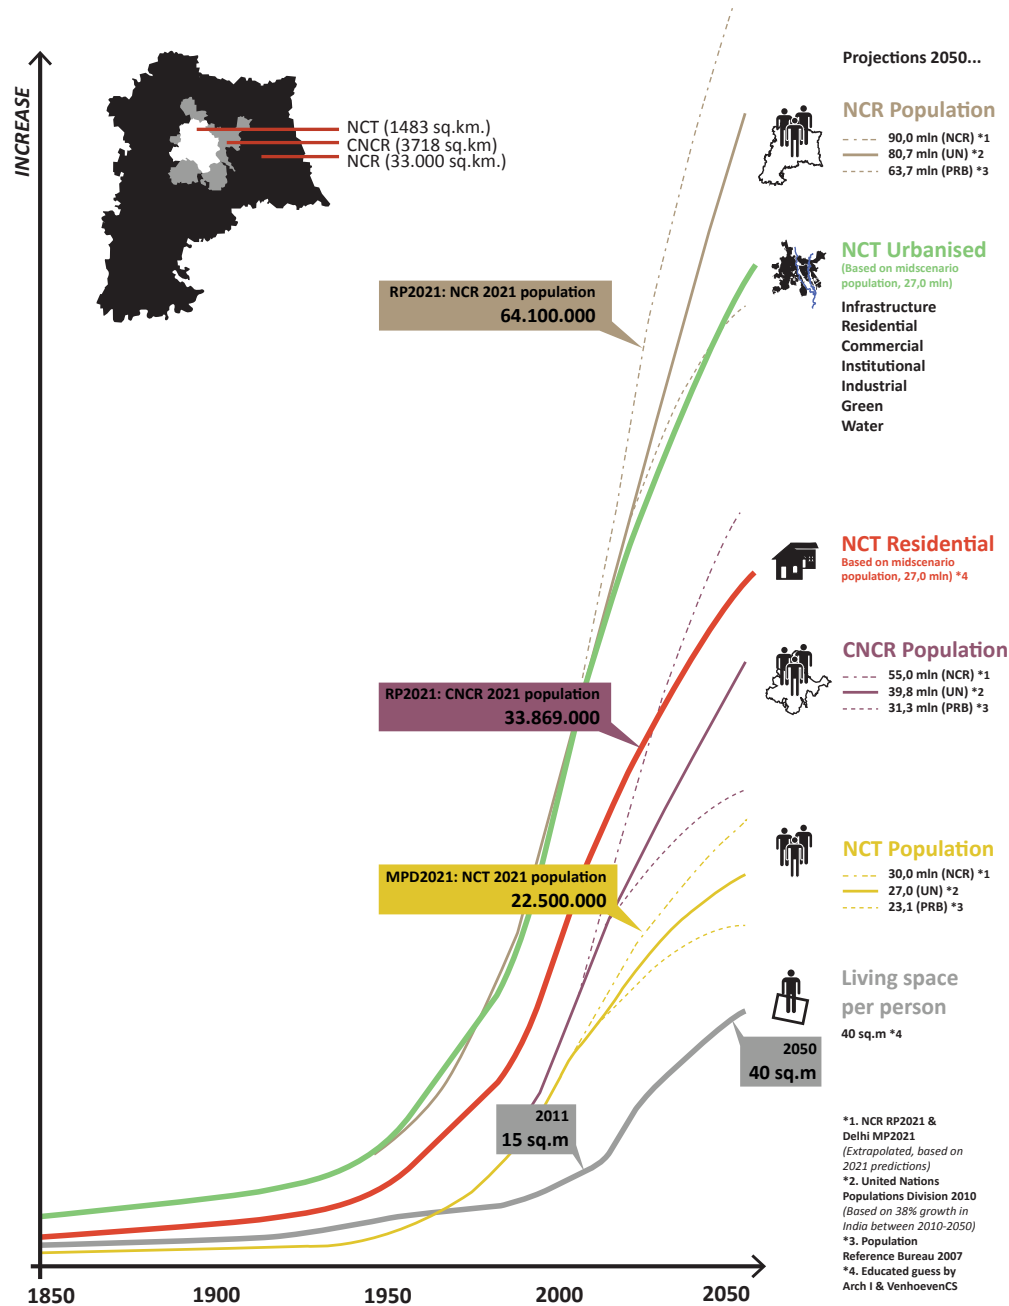 INCREASE
NCT (1483 sq.km.)
CNCR (3718 sq.km)
NCR (33.000 sq.km.)
Projections 2050...
NCR Population
90,0 mln (NCR) *1
80,7 mln (UN) *2
63,7 mln (PRB) *3
NCT Urbanised
(Based on midscenario
population, 27,0 mln)
Infrastructure
Residential
Commercial
Institutional
Industrial
Green
Water
RP2021: NCR 2021 population
64.100.000
NCT Residential
Based on midscenario
population, 27,0 mln) *4
CNCR Population
55,0 mln (NCR) *1
39,8 mln (UN) *2
31,3 mln (PRB) *3
RP2021: CNCR 2021 population
33.869.000
NCT Population
30,0 mln (NCR) *1
27,0 (UN) *2
23,1 (PRB) *3
MPD2021: NCT 2021 population
22.500.000
Living space
per person
40 sq.m *4
2050
40 sq.m
2011
15 sq.m
*1. NCR RP2021 &
Delhi MP2021
(Extrapolated, based on
2021 predictions)
*2. United Nations
Populations Division 2010
(Based on 38% growth in
India between 2010-2050)
*3. Population
Reference Bureau 2007
*4. Educated guess by
Arch I & VenhoevenCS
1850
1900
1950
2000
2050